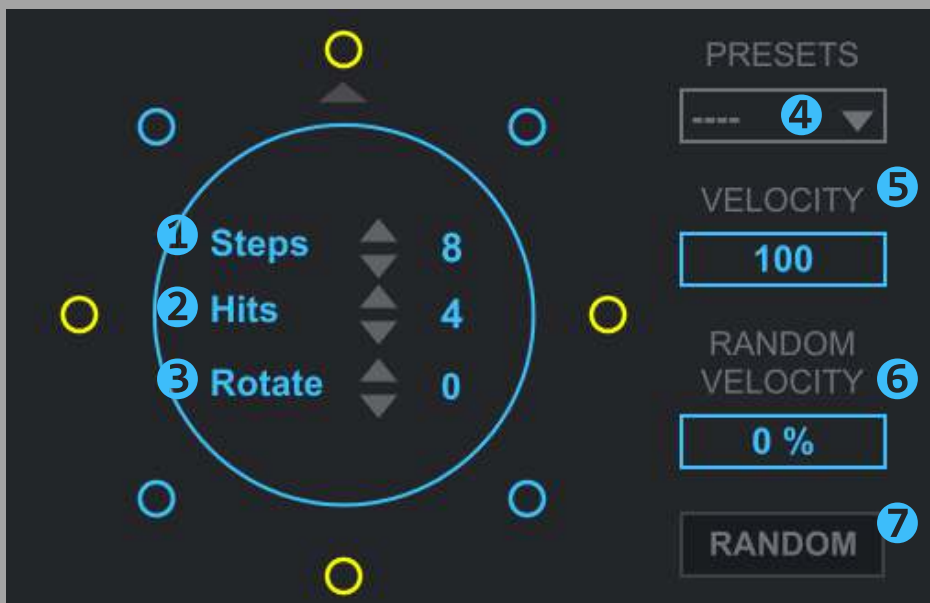 PRESETS
---- 4
VELOCITY 5
100
1 Steps 8
2 Hits 4
3 Rotate 0
RANDOM
VELOCITY 6
0 %
RANDOM 7